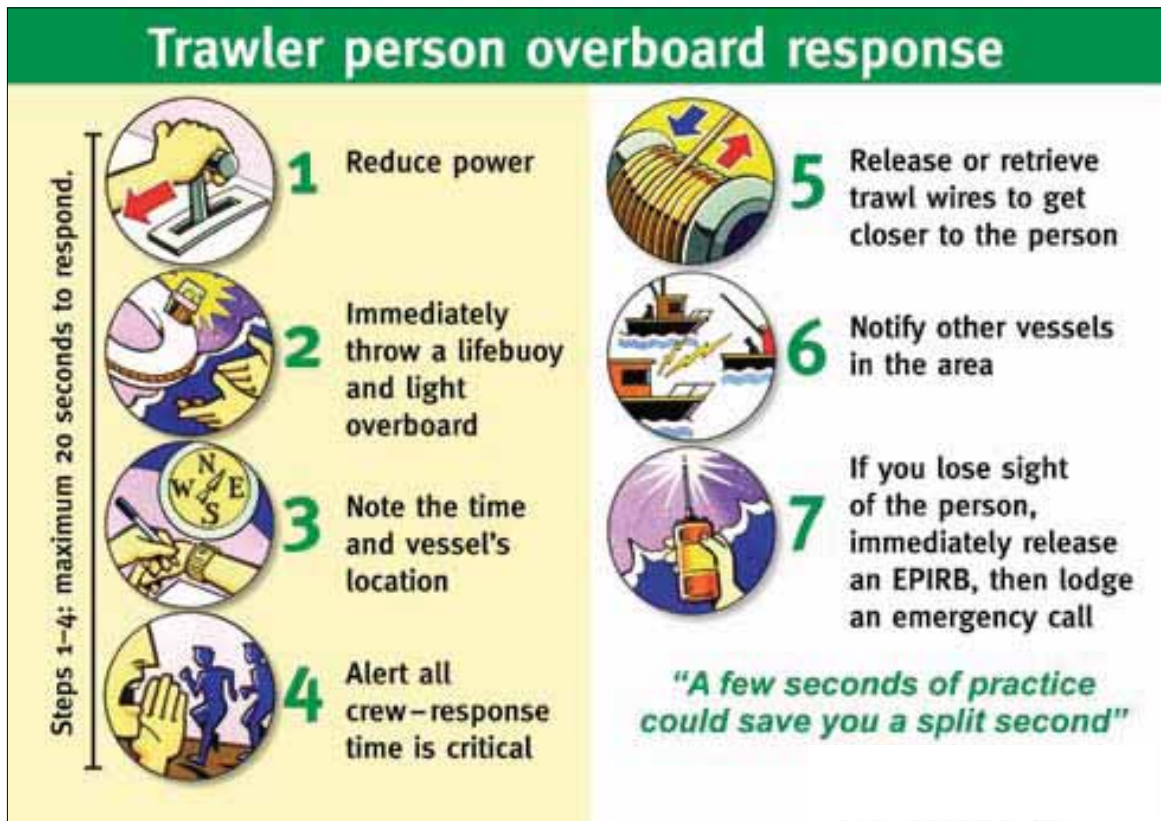 Trawler person overboard response
Steps 1–4: maximum 20 seconds to respond.
1
Reduce power
2
Immediately
throw a lifebuoy
and light
overboard
N
W E
S
3
Note the time
and vessel's
location
4
Alert all
crew–response
time is critical
5
Release or retrieve
trawl wires to get
closer to the person
6
Notify other vessels
in the area
7
If you lose sight
of the person,
immediately release
an EPIRB, then lodge
an emergency call
“A few seconds of practice
could save you a split second”